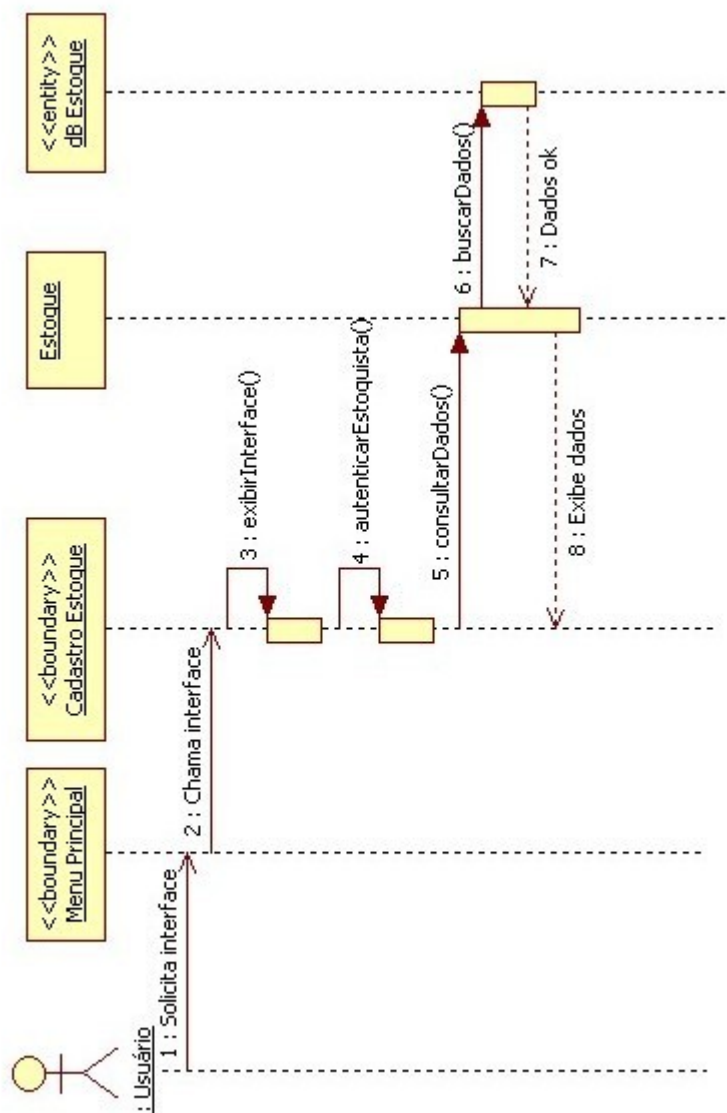 : Usuário
<<boundary>>
Menu Principal
<<boundary>>
Cadastro Estoque
Estoque
<<entity>>
dB Estoque
1 : Solicita interface
2 : Chama interface
3 : exibirInterface()
4 : autenticarEstoquista()
5 : consultarDados()
6 : buscarDados()
7 : Dados ok
8 : Exibe dados